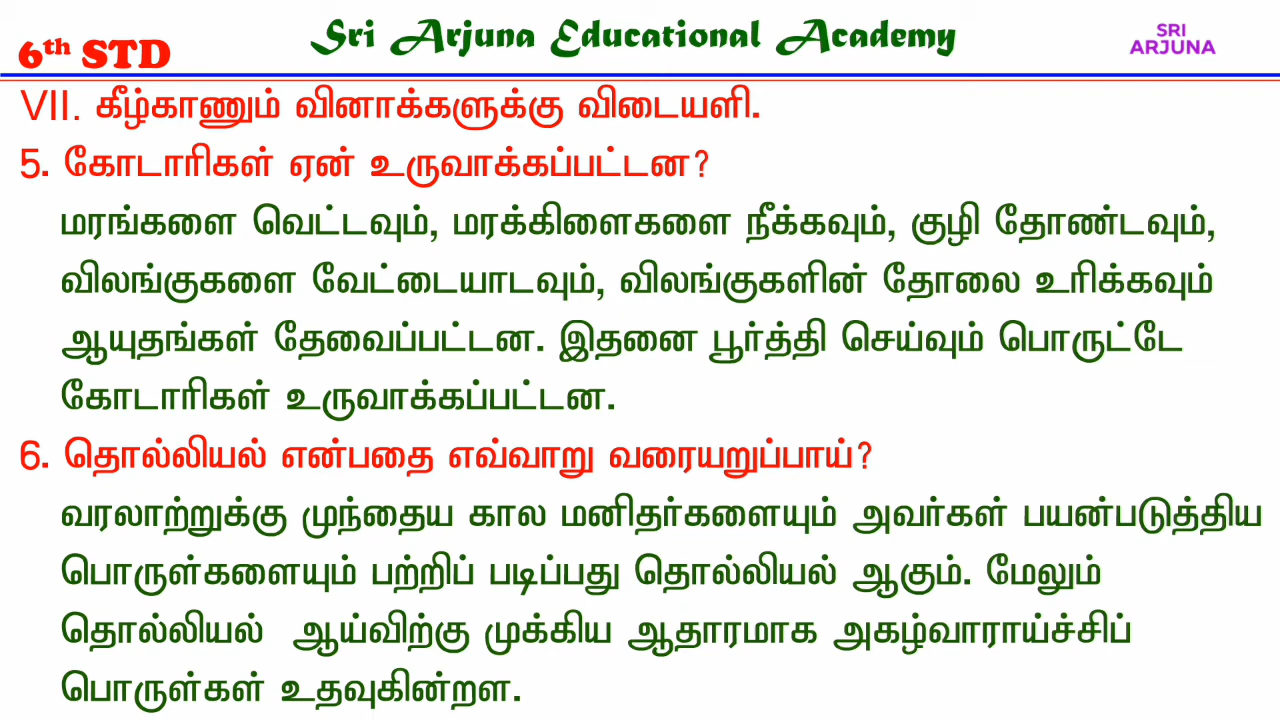 6th STD
Sri Arjuna Educational Academy
SRI
ARJUNA
VII. கீழ்காணும் வினாக்களுக்கு விடையளி.
5. கோடாரிகள் ஏன் உருவாக்கப்பட்டன?
மரங்களை வெட்டவும், மரக்கிளைகளை நீக்கவும், குழி தோண்டவும்,
விலங்குகளை வேட்டையாடவும், விலங்குகளின் தோலை உரிக்கவும்
ஆயுதங்கள் தேவைப்பட்டன. இதனை பூர்த்தி செய்வும் பொருட்டே
கோடாரிகள் உருவாக்கப்பட்டன.
6. தொல்லியல் என்பதை எவ்வாறு வரையறுப்பாய்?
வரலாற்றுக்கு முந்தைய கால மனிதர்களையும் அவர்கள் பயன்படுத்திய
பொருள்களையும் பற்றிப் படிப்பது தொல்லியல் ஆகும். மேலும்
தொல்லியல் ஆய்விற்கு முக்கிய ஆதாரமாக அகழ்வாராய்ச்சிப்
பொருள்கள் உதவுகின்றள.